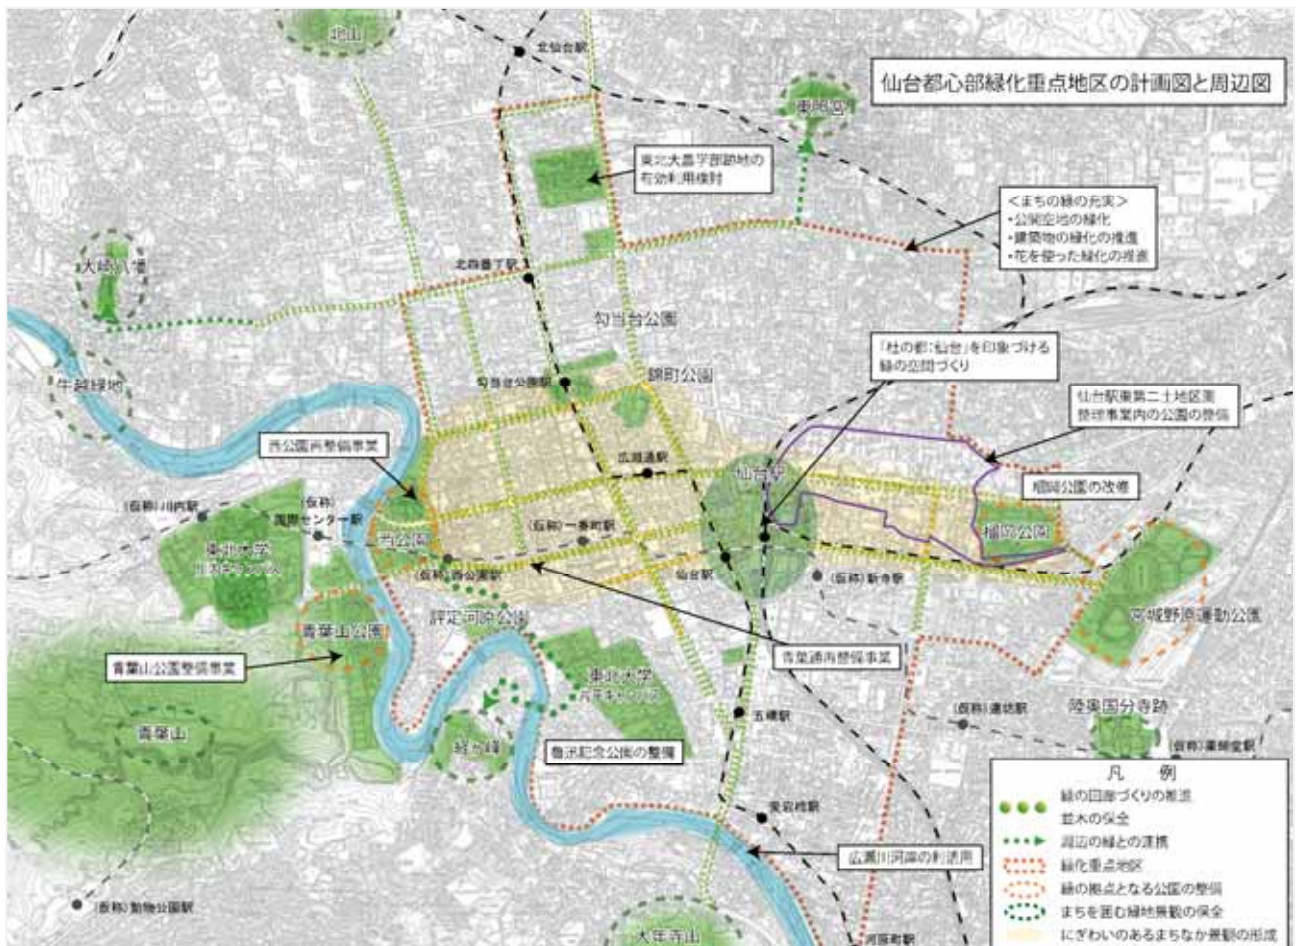 北山
北仙台駅
仙台都心部緑化重点地区の計画図と周辺図
東照宮
東北大農学部跡地の
有効利用検討
<まちの緑の充実>
・公開空地の緑化
・建築物の緑化の推進
・花を使った緑化の推進
大崎八幡
北四番丁駅
勾当台公園
「杜の都:仙台」を印象づける
緑の空間づくり
牛越緑地
勾当台公園駅
錦町公園
仙台駅東第二土地区画
整理事業内の公園の整備
西公園再整備事業
広瀬通駅
仙台駅
榴岡公園の改修
(仮称)川内駅
(仮称)
国際センター駅
西公園
(仮称)一番町駅
榴岡公園
東北大学
川内キャンパス
(仮称)西公園駅
仙台駅
(仮称)新寺駅
青葉山公園
評定河原公園
宮城野原運動公園
青葉山公園整備事業
青葉通再整備事業
東北大学
片平キャンパス
五橋駅
(仮称)連坊駅
陸奥国分寺跡
青葉山
経ヶ峰
魯迅記念公園の整備
(仮称)薬師堂駅
愛宕橋駅
広瀬川河岸の利活用
(仮称)動物公園駅
大年寺山
河原町駅
凡 例
緑の回廊づくりの推進
並木の保全
周辺の緑との連携
緑化重点地区
緑の拠点となる公園の整備
まちを囲む緑地景観の保全
にぎわいのあるまちなか景観の形成